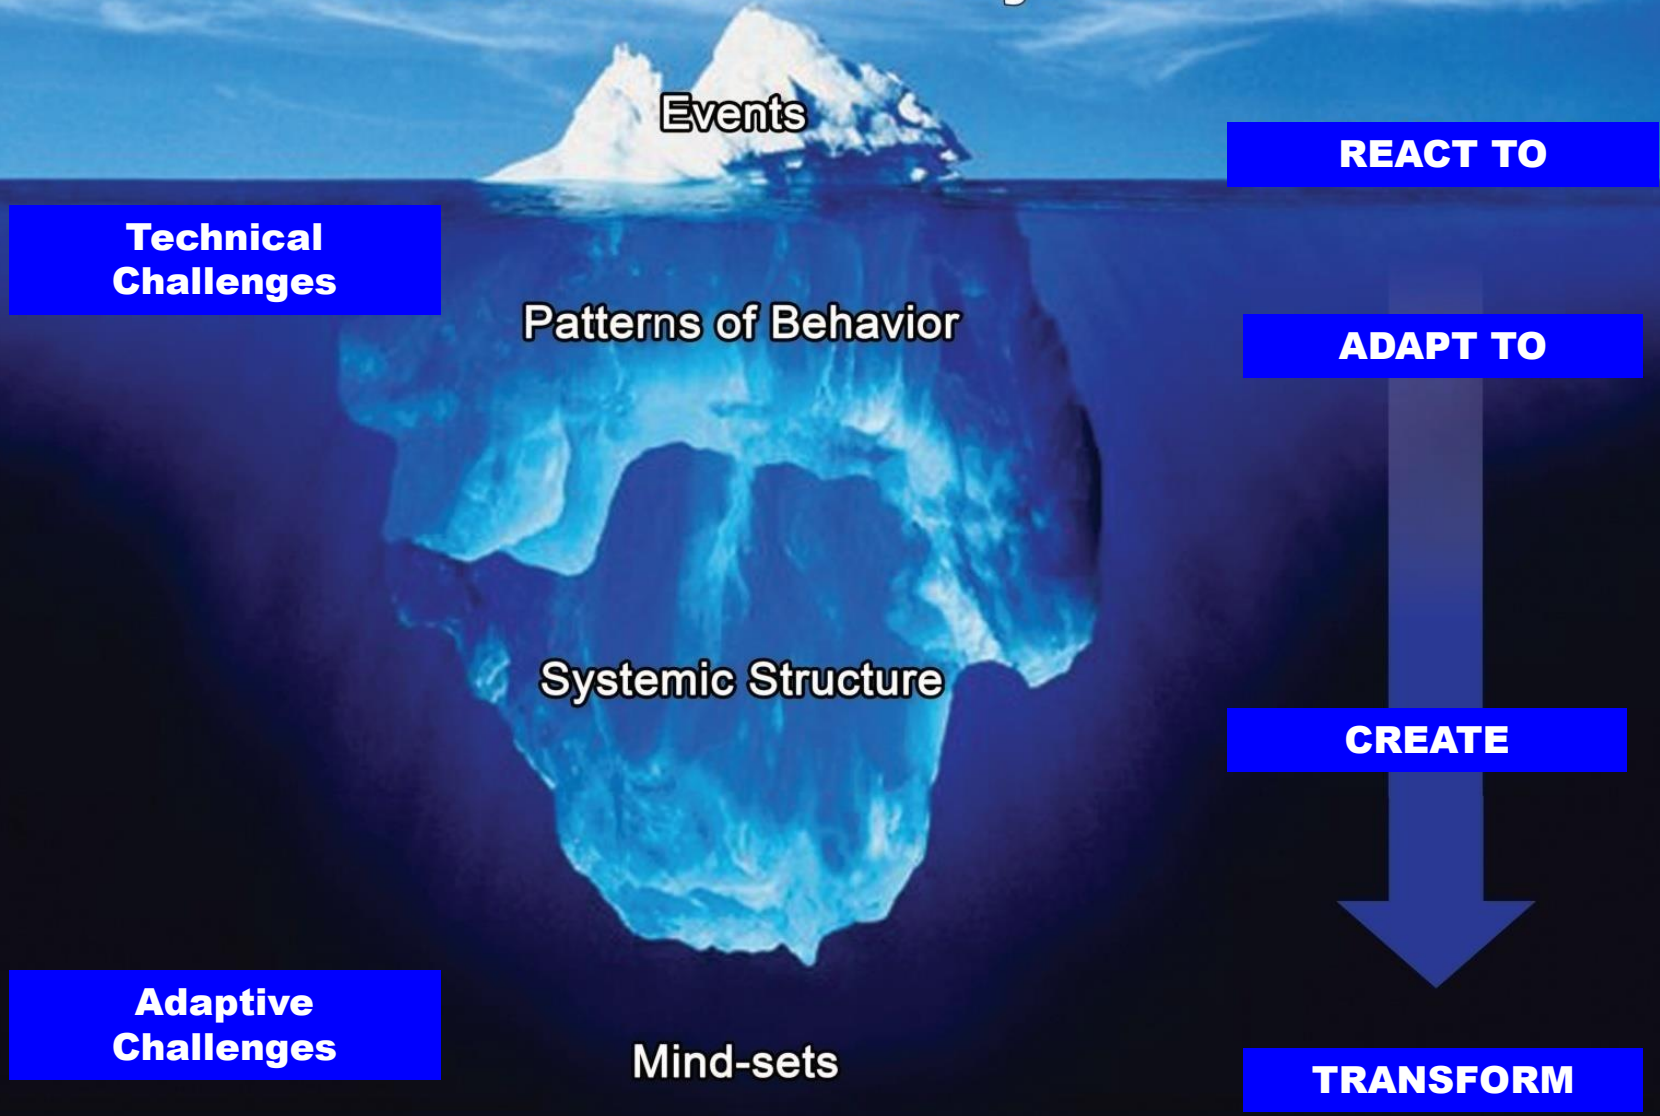 Events
REACT TO
Technical
Challenges
Patterns of Behavior
ADAPT TO
Systemic Structure
CREATE
Adaptive
Challenges
Mind-sets
TRANSFORM